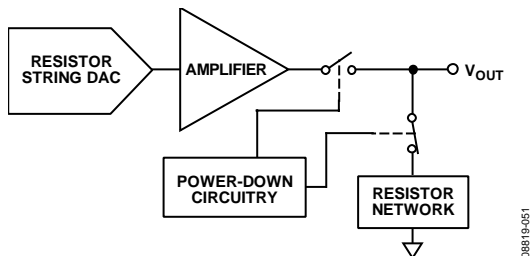 RESISTOR
STRING DAC
AMPLIFIER
VOUT
POWER-DOWN
CIRCUITRY
RESISTOR
NETWORK
08819-051